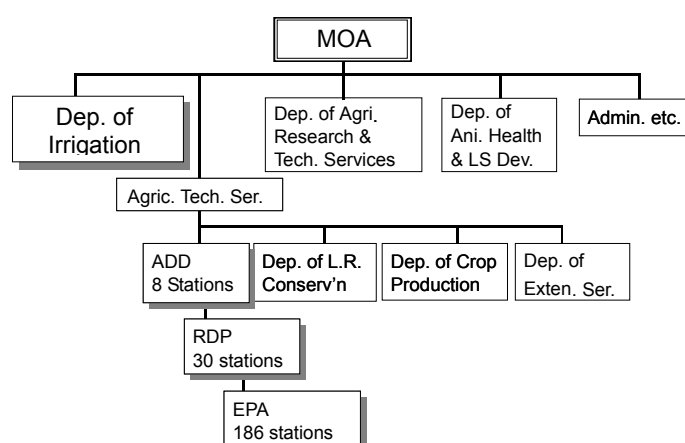 MOA
Dep. of
Irrigation
Dep. of Agri.
Research &
Tech. Services
Dep. of
Ani. Health
& LS Dev.
Admin. etc.
Agric. Tech. Ser.
ADD
8 Stations
Dep. of L.R.
Conserv'n
Dep. of Crop
Production
Dep. of
Exten. Ser.
RDP
30 stations
EPA
186 stations